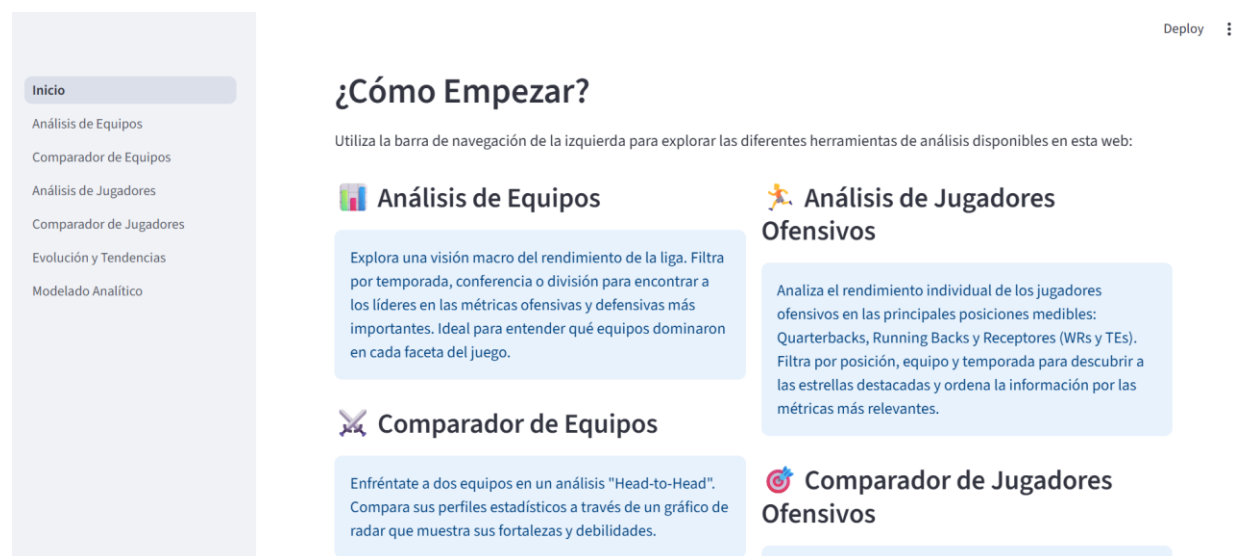 Deploy
Inicio
Análisis de Equipos
Comparador de Equipos
Análisis de Jugadores
Comparador de Jugadores
Evolución y Tendencias
Modelado Analítico
¿Cómo Empezar?
Utiliza la barra de navegación de la izquierda para explorar las diferentes herramientas de análisis disponibles en esta web:
Análisis de Equipos
Explora una visión macro del rendimiento de la liga. Filtra
por temporada, conferencia o división para encontrar a
los líderes en las métricas ofensivas y defensivas más
importantes. Ideal para entender qué equipos dominaron
en cada faceta del juego.
Comparador de Equipos
Enfréntate a dos equipos en un análisis "Head-to-Head".
Compara sus perfiles estadísticos a través de un gráfico de
radar que muestra sus fortalezas y debilidades.
Análisis de Jugadores
Ofensivos
Analiza el rendimiento individual de los jugadores
ofensivos en las principales posiciones medibles:
Quarterbacks, Running Backs y Receptores (WRs y TEs).
Filtra por posición, equipo y temporada para descubrir a
las estrellas destacadas y ordena la información por las
métricas más relevantes.
Comparador de Jugadores
Ofensivos